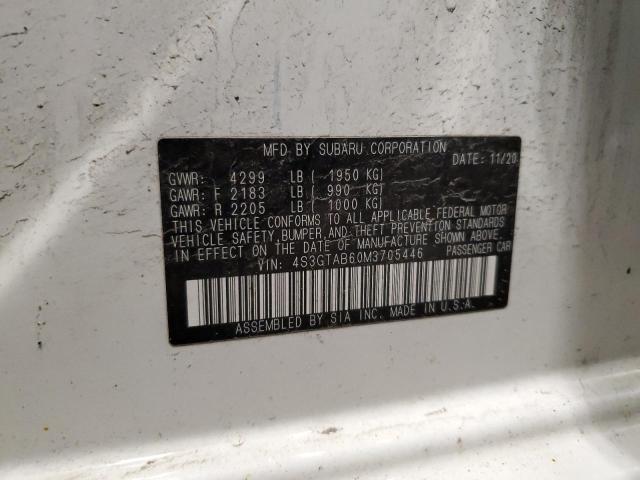 MFD BY SUBARU CORPORATION
DATE: 11/20
GVWR: 4299 LB ( 1950 KG)
GAWR: F 2183 LB ( 990 KG)
GAWR: R 2205 LB ( 1000 KG)
THIS VEHICLE CONFORMS TO ALL APPLICABLE FEDERAL MOTOR
VEHICLE SAFETY, BUMPER, AND THEFT PREVENTION STANDARDS
IN EFFECT ON THE DATE OF MANUFACTURE SHOWN ABOVE.
VIN: 4S3GTAB60M3705446 PASSENGER CAR
ASSEMBLED BY SIA INC. MADE IN U.S.A.